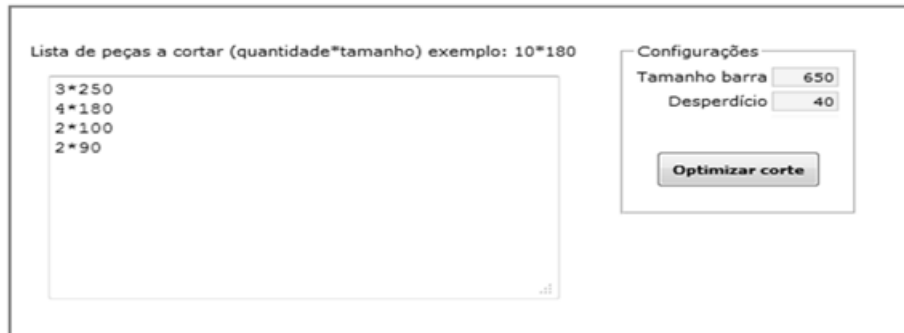 Lista de peças a cortar (quantidade*tamanho) exemplo: 10*180
3*250
4*180
2*100
2*90
Configurações
Tamanho barra 650
Desperdício 40
Optimizar corte